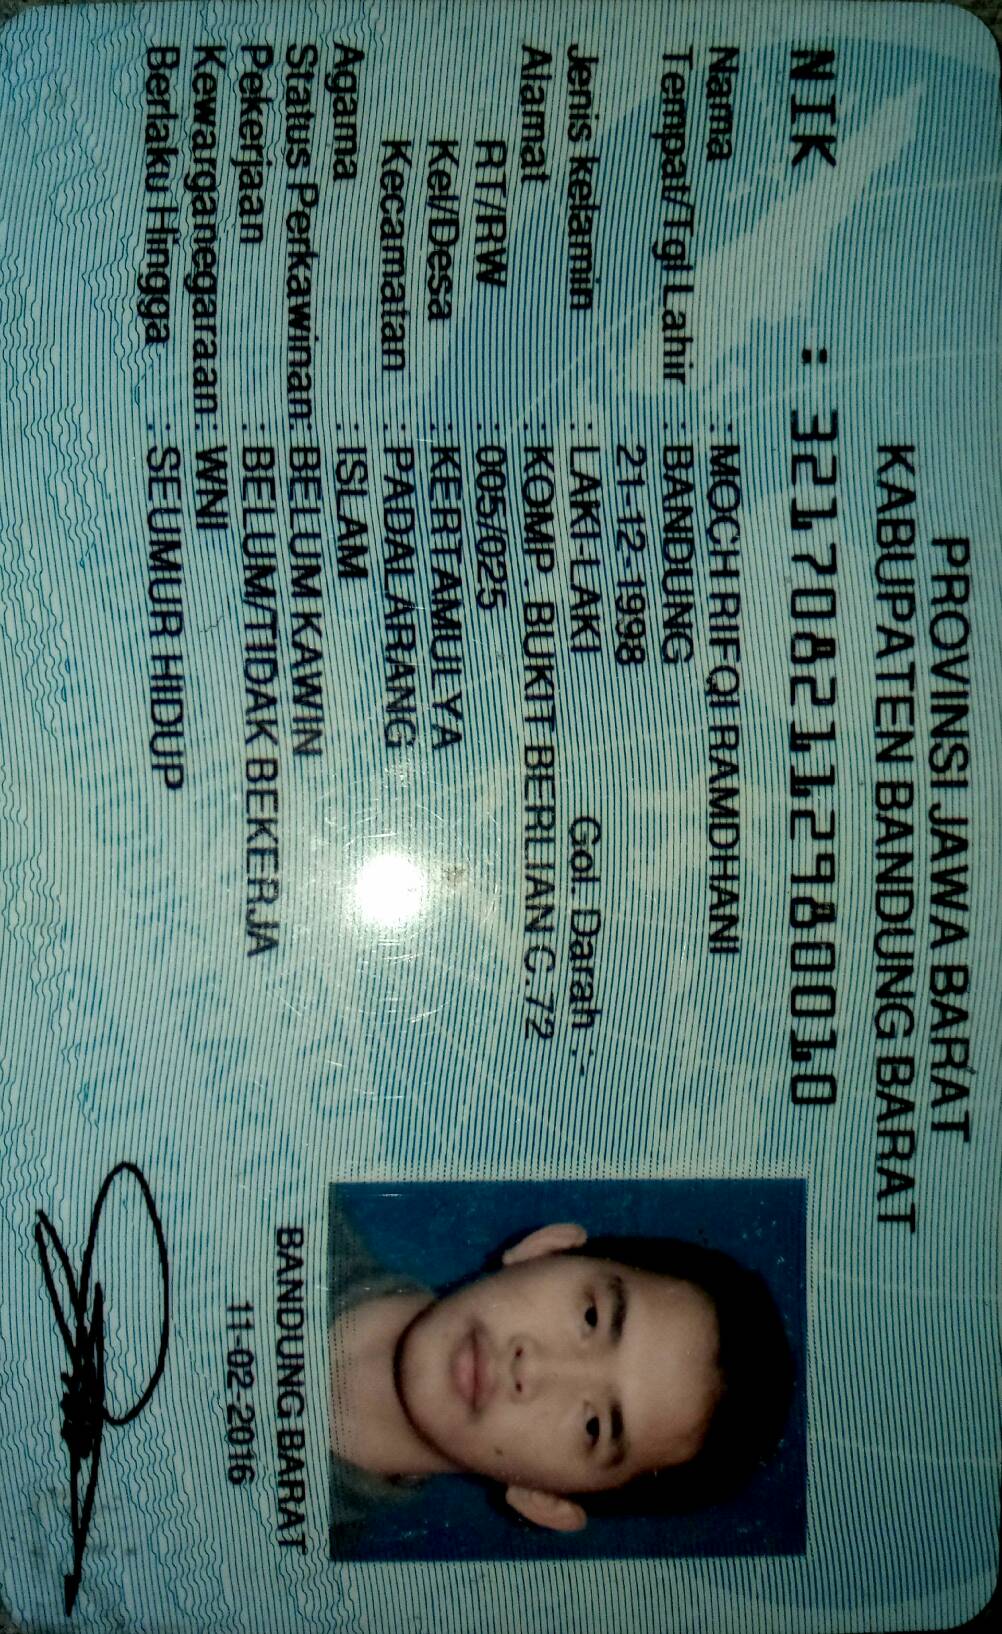 PROVINSI JAWA BARAT
KABUPATEN BANDUNG BARAT
NIK : 3217082112980010
Nama : MOCH RIFQI RAMDHANI
Tempat/Tgl Lahir : BANDUNG
21-12-1998
Jenis kelamin : LAKI-LAKI Gol. Darah : -
Alamat : KOMP. BUKIT BERLIAN C.72
RT/RW : 005/025
Kel/Desa : KERTAMULYA
Kecamatan : PADALARANG
Agama : ISLAM
Status Perkawinan: BELUM KAWIN
Pekerjaan : BELUM/TIDAK BEKERJA
Kewarganegaraan: WNI
Berlaku Hingga : SEUMUR HIDUP
BANDUNG BARAT
11-02-2016